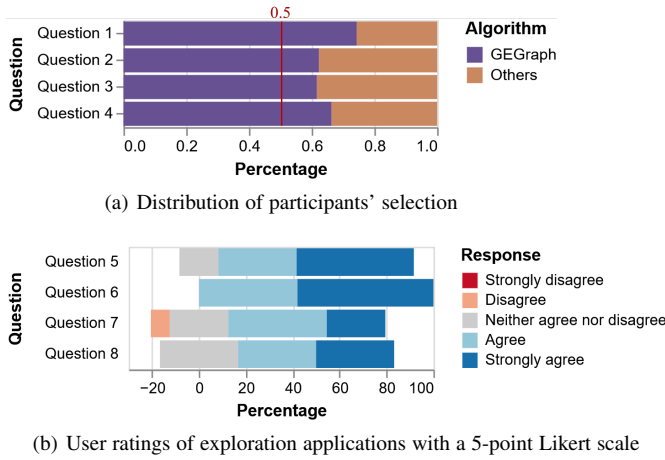 0.5
Question
Question 1
Question 2
Question 3
Question 4
0.0 0.2 0.4 0.6 0.8 1.0
Percentage
Algorithm
GEGraph
Others
(a) Distribution of participants’ selection
Question
Question 5
Question 6
Question 7
Question 8
−20 0 20 40 60 80 100
Percentage
Response
Strongly disagree
Disagree
Neither agree nor disagree
Agree
Strongly agree
(b) User ratings of exploration applications with a 5-point Likert scale